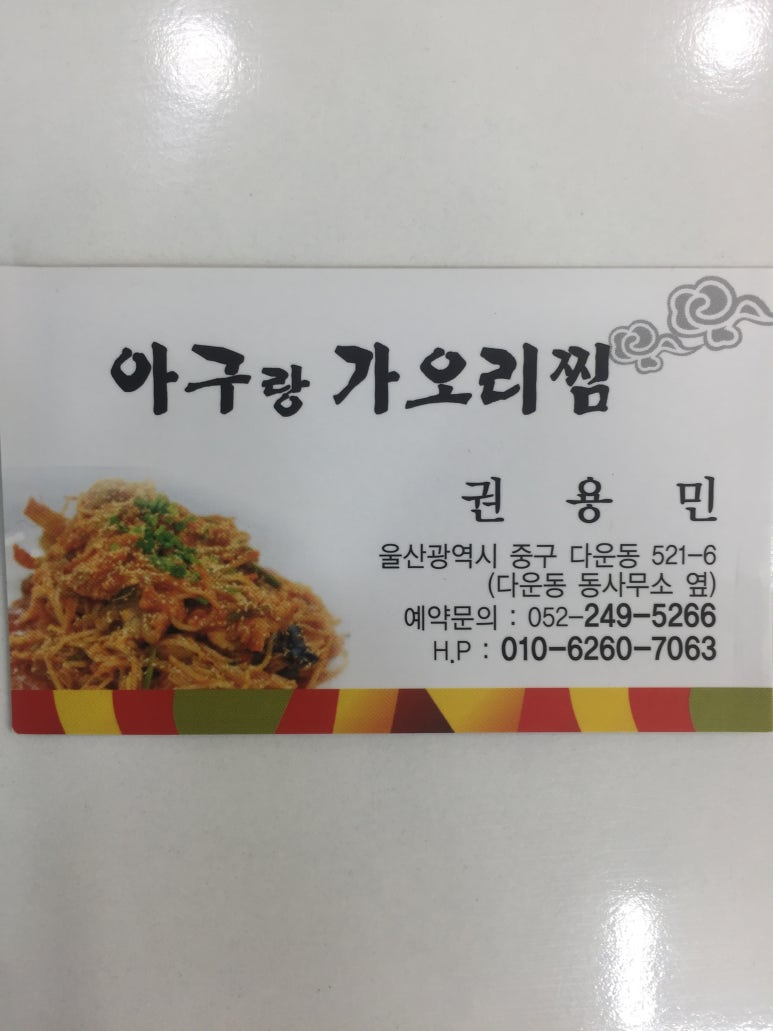 아구랑 가오리찜
권 용 민
울산광역시 중구 다운동 521-6
(다운동 동사무소 옆)
예약문의 : 052-249-5266
H.P : 010-6260-7063